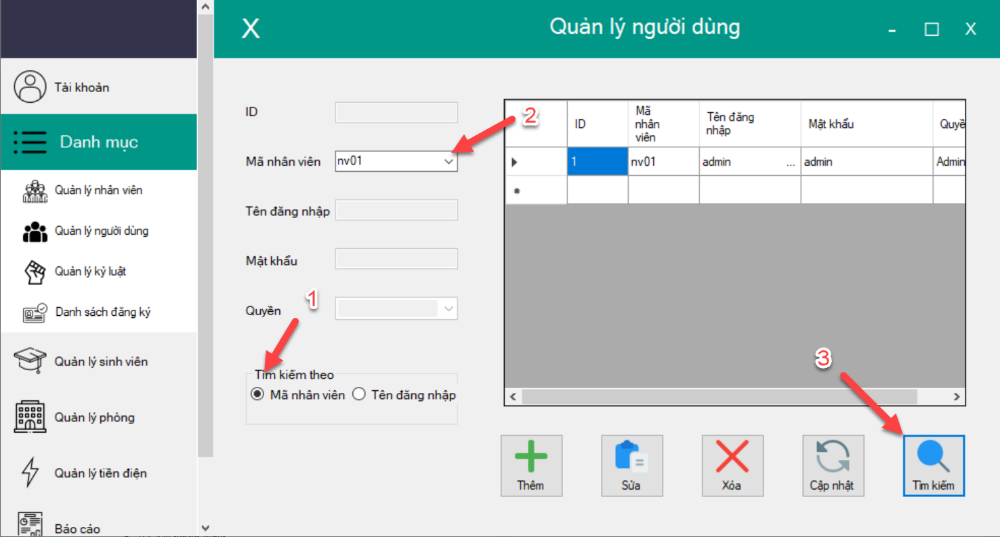 X
Quản lý người dùng
- □ X
Tài khoản
Danh mục
Quản lý nhân viên
Quản lý người dùng
Quản lý kỷ luật
Danh sách đăng ký
Quản lý sinh viên
Quản lý phòng
Quản lý tiền điện
Báo cáo
ID
Mã nhân viên
nv01
2
Tên đăng nhập
Mật khẩu
Quyền
1
Tìm kiếm theo
Mã nhân viên
Tên đăng nhập
ID
Mã
nhân
viên
Tên đăng
nhập
Mật khẩu
Quyề
1
nv01
admin ...
admin
Admin
3
Thêm
Sửa
Xóa
Cập nhật
Tìm kiếm